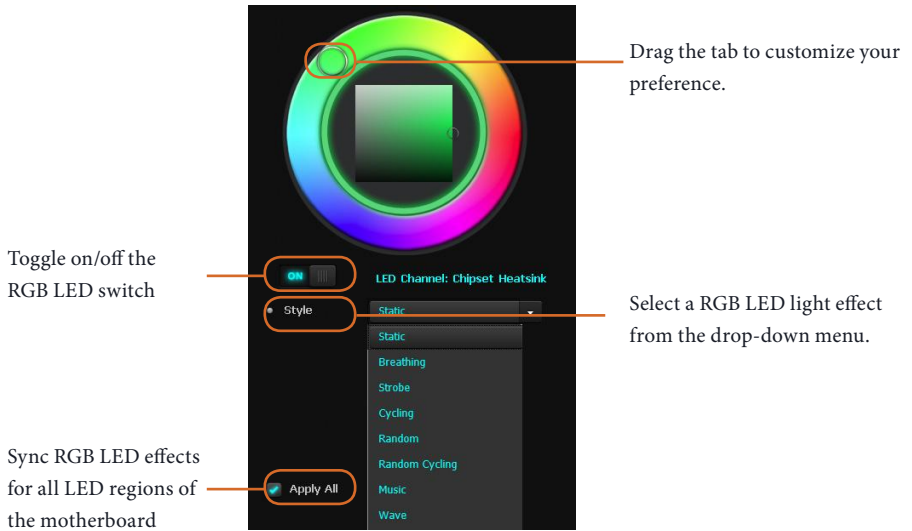 Drag the tab to customize your
preference.
Toggle on/off the
RGB LED switch
ON
LED Channel: Chipset Heatsink
Style
Static
Select a RGB LED light effect
from the drop-down menu.
Static
Breathing
Strobe
Cycling
Random
Random Cycling
Music
Wave
Sync RGB LED effects
for all LED regions of
the motherboard
Apply All